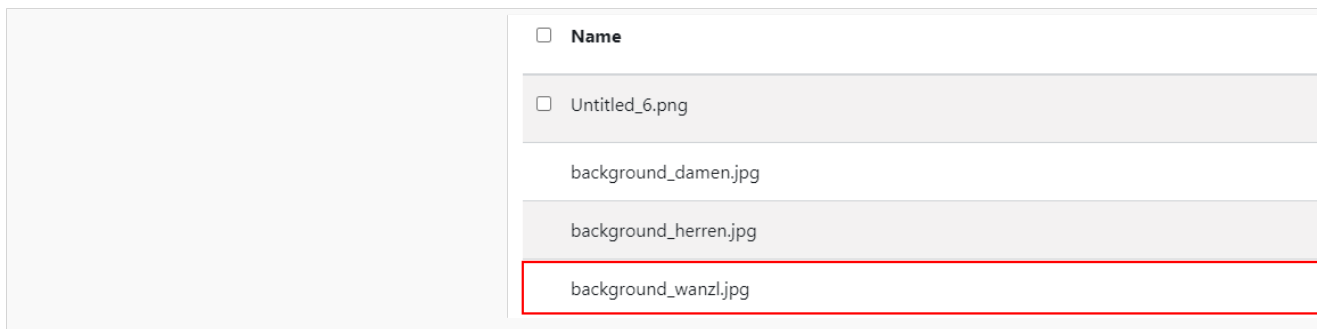 Name
Untitled_6.png
background_damen.jpg
background_herren.jpg
background_wanzl.jpg